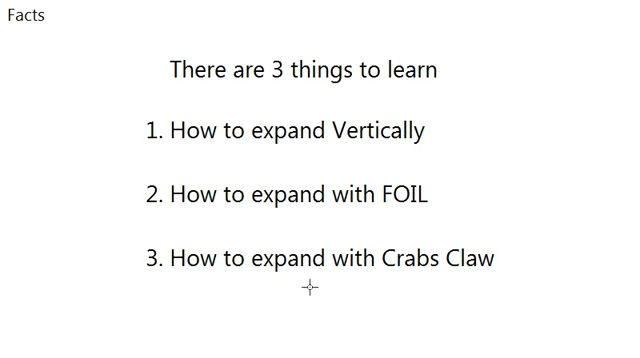 Facts
There are 3 things to learn
1. How to expand Vertically
2. How to expand with FOIL
3. How to expand with Crabs Claw